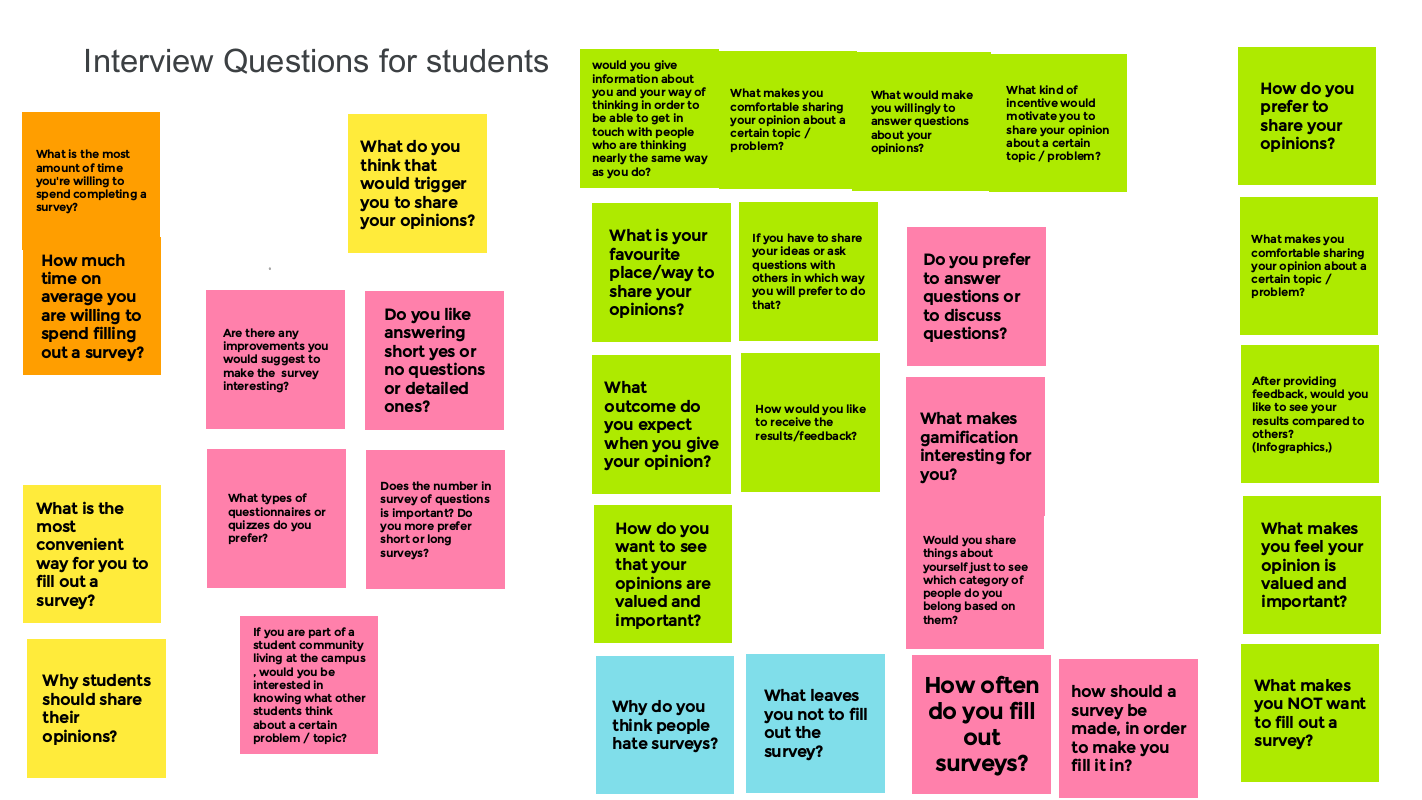 Interview Questions for students
What is the most
amount of time
you're willing to
spend completing a
survey?
How much
time on
average you
are willing to
spend filling
out a survey?
What do you
think that
would trigger
you to share
your opinions?
Are there any
improvements you
would suggest to
make the survey
interesting?
Do you like
answering
short yes or
no questions
or detailed
ones?
What types of
questionnaires or
quizzes do you
prefer?
Does the number in
survey of questions
is important? Do
you more prefer
short or long
surveys?
What is the
most
convenient
way for you to
fill out a
survey?
Why students
should share
their
opinions?
If you are part of a
student community
living at the campus
, would you be
interested in
knowing what other
students think
about a certain
problem / topic?
would you give
information about
you and your way of
thinking in order to
be able to get in
touch with people
who are thinking
nearly the same way
as you do?
What makes you
comfortable sharing
your opinion about a
certain topic /
problem?
What would make
you willingly to
answer questions
about your
opinions?
What kind of
incentive would
motivate you to
share your opinion
about a certain
topic / problem?
What is your
favourite
place/way to
share your
opinions?
If you have to share
your ideas or ask
questions with
others in which way
you will prefer to do
that?
Do you prefer
to answer
questions or
to discuss
questions?
What
outcome do
you expect
when you give
your opinion?
How would you like
to receive the
results/feedback?
What makes
gamification
interesting for
you?
How do you
want to see
that your
opinions are
valued and
important?
Would you share
things about
yourself just to see
which category of
people do you
belong based on
them?
Why do you
think people
hate surveys?
What leaves
you not to fill
out the
survey?
How often
do you fill
out
surveys?
how should a
survey be
made, in order
to make you
fill it in?
How do you
prefer to
share your
opinions?
What makes you
comfortable sharing
your opinion about a
certain topic /
problem?
After providing
feedback, would you
like to see your
results compared to
others?
(Infographics,)
What makes
you feel your
opinion is
valued and
important?
What makes
you NOT want
to fill out a
survey?